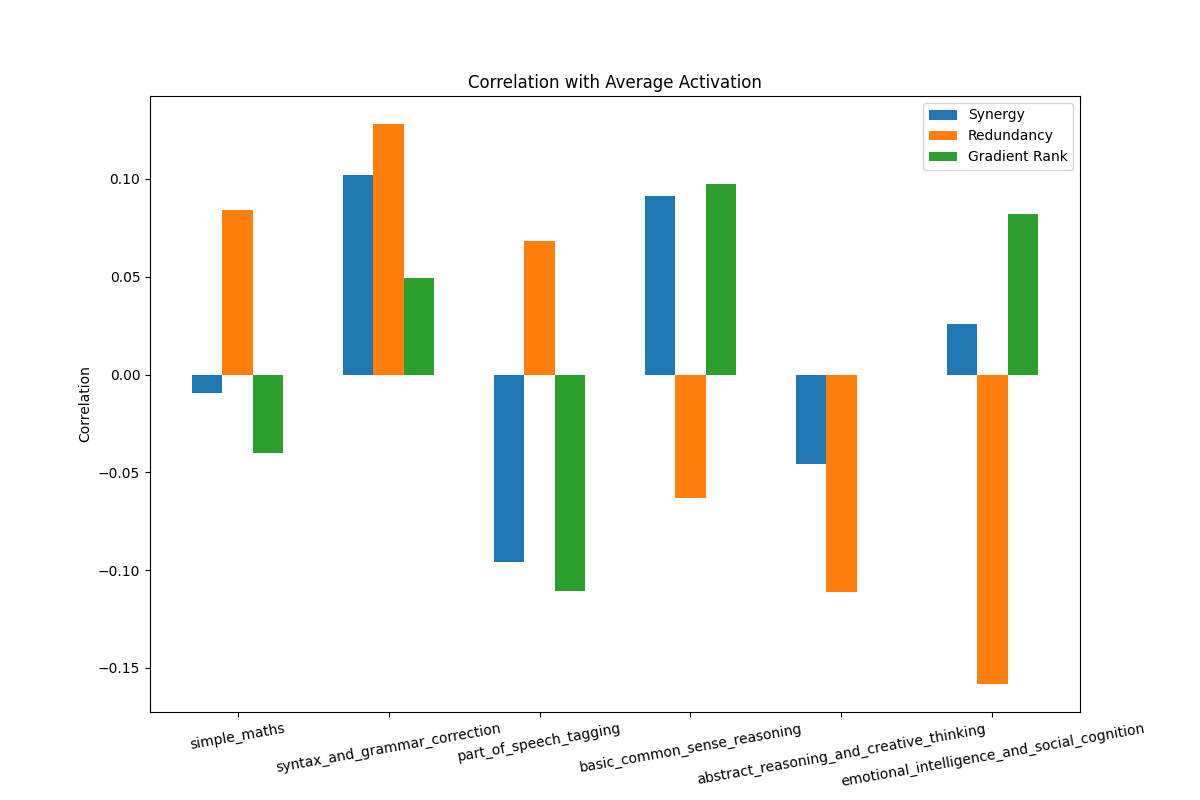 Correlation with Average Activation
Synergy
Redundancy
Gradient Rank
Correlation
0.10
0.05
0.00
−0.05
−0.10
−0.15
simple_maths
syntax_and_grammar_correction
part_of_speech_tagging
basic_common_sense_reasoning
abstract_reasoning_and_creative_thinking
emotional_intelligence_and_social_cognition